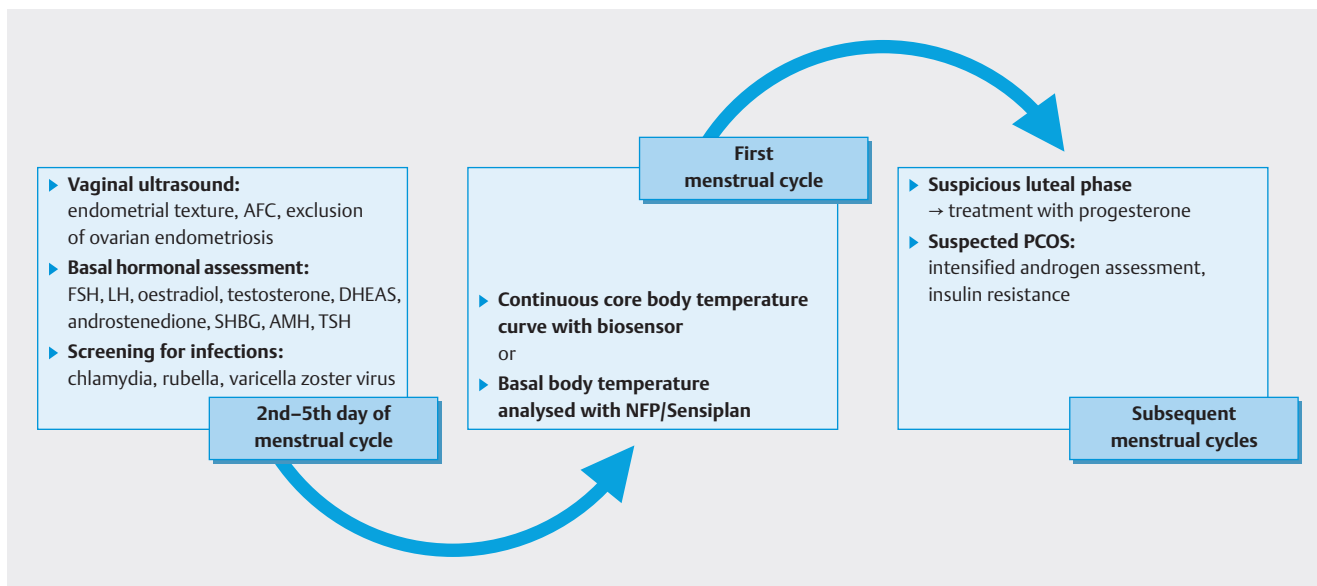 ▶ Vaginal ultrasound:
endometrial texture, AFC, exclusion
of ovarian endometriosis
▶ Basal hormonal assessment:
FSH, LH, oestradiol, testosterone, DHEAS,
androstenedione, SHBG, AMH, TSH
▶ Screening for infections:
chlamydia, rubella, varicella zoster virus
2nd–5th day of
menstrual cycle
First
menstrual cycle
▶ Continuous core body temperature
curve with biosensor
or
▶ Basal body temperature
analysed with NFP/Sensiplan
▶ Suspicious luteal phase
→ treatment with progesterone
▶ Suspected PCOS:
intensified androgen assessment,
insulin resistance
Subsequent
menstrual cycles